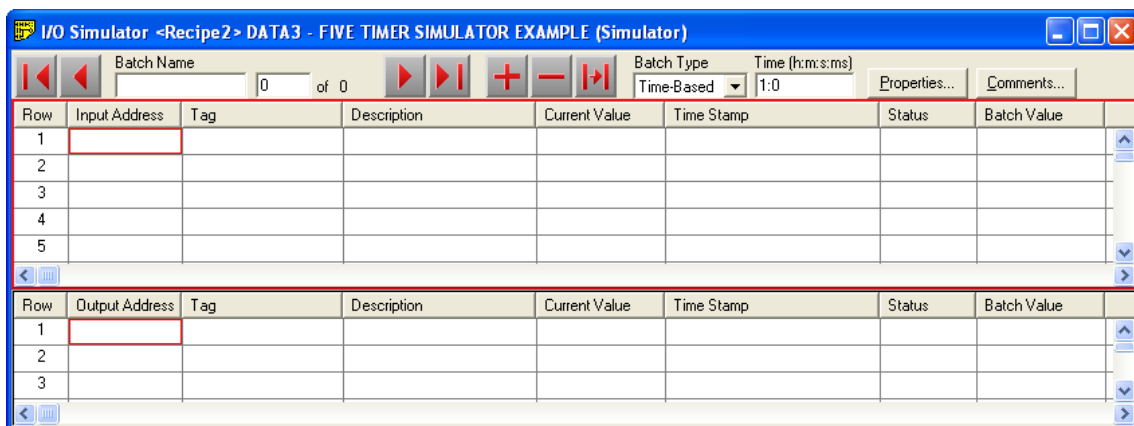 I/O Simulator <Recipe2> DATA3 - FIVE TIMER SIMULATOR EXAMPLE (Simulator)
Batch Name Batch Type Time (h:m:s:ms)
0 of 0 Time-Based 1:0 Properties... Comments...
Row Input Address Tag Description Current Value Time Stamp Status Batch Value
1
2
3
4
5
Row Output Address Tag Description Current Value Time Stamp Status Batch Value
1
2
3